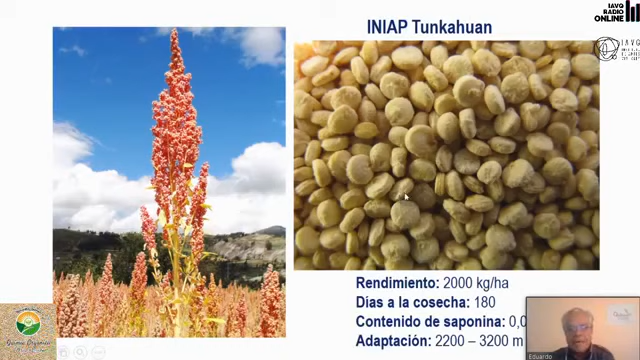 INIAP Tunkahuan
IAVQ
RADIO
ONLINE
IAVQ
Rendimiento: 2000 kg/ha
Días a la cosecha: 180
Contenido de saponina: 0,0
Adaptación: 2200 – 3200 m
Eduardo